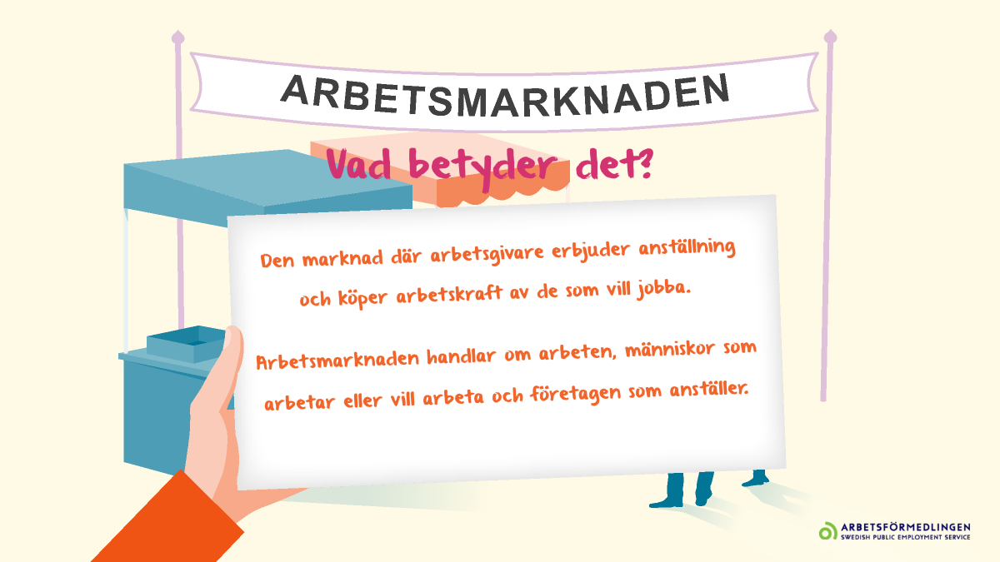 ARBETSMARKNADEN
Vad betyder det?
Den marknad där arbetsgivare erbjuder anställning
och köper arbetskraft av de som vill jobba.
Arbetsmarknaden handlar om arbeten, människor som
arbetar eller vill arbeta och företagen som anställer.
ARBETSFÖRMEDLINGEN
SWEDISH PUBLIC EMPLOYMENT SERVICE